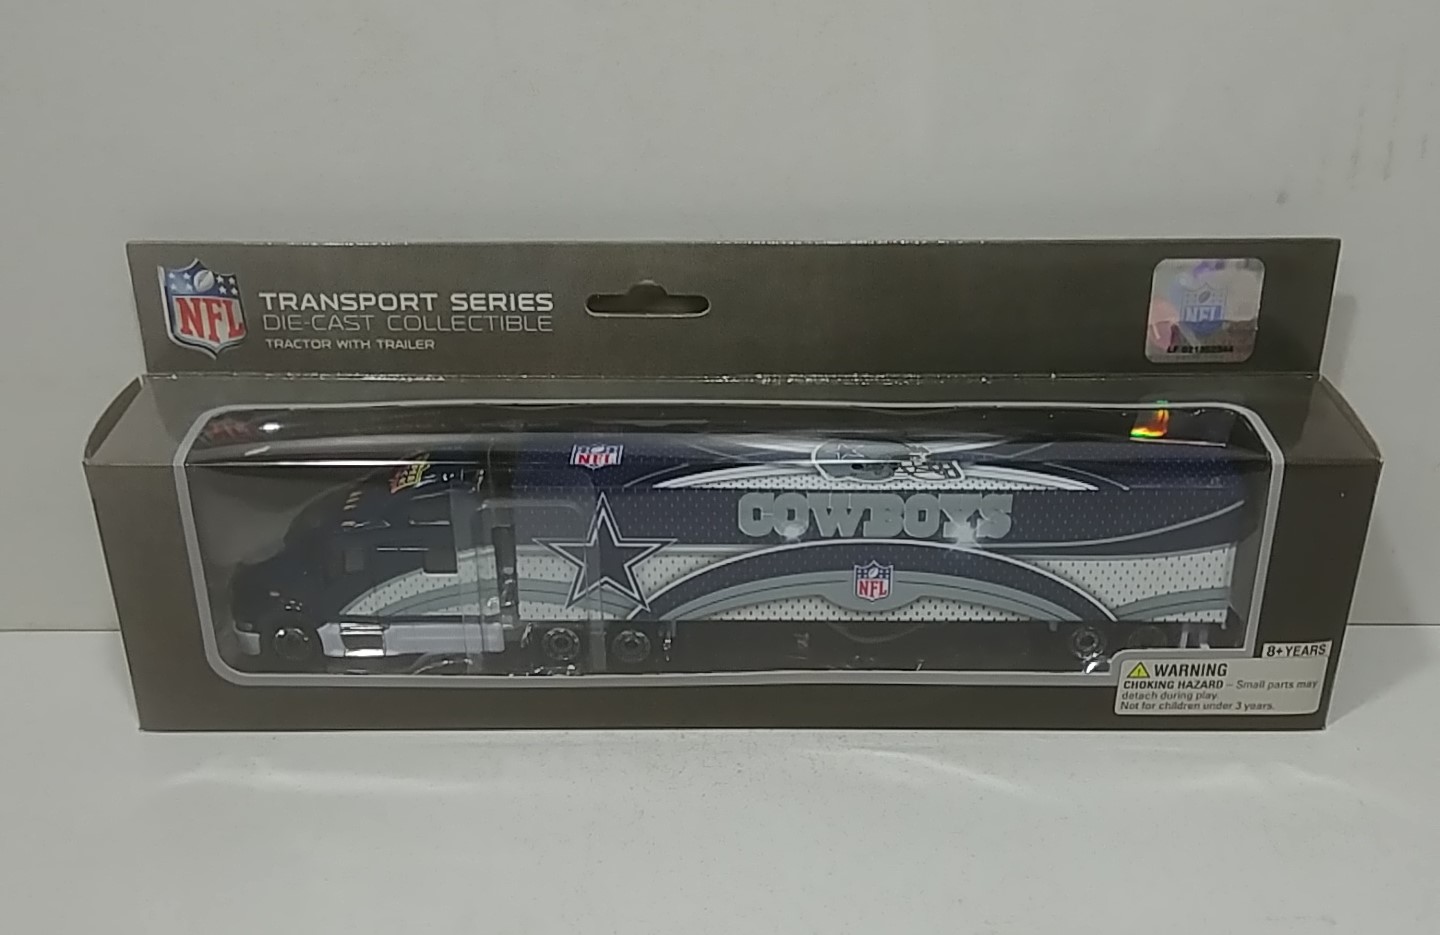 NFL
TRANSPORT SERIES
DIE-CAST COLLECTIBLE
TRACTOR WITH TRAILER
NFL
NFL
COWBOYS
NFL
8+ YEARS
WARNING
CHOKING HAZARD – Small parts may
detach during play.
Not for children under 3 years.